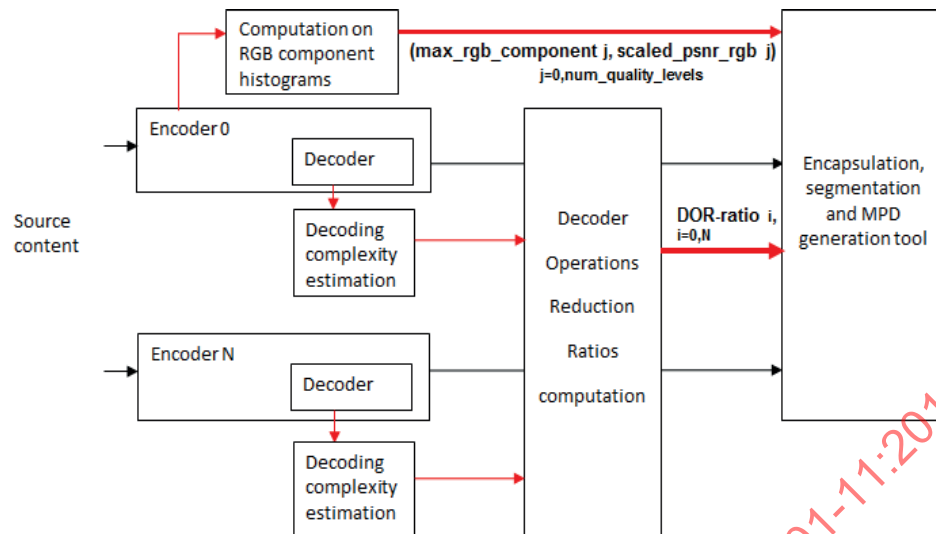 Computation on
RGB component
histograms
(max_rgb_component j, scaled_psnr_rgb j)
j=0,num_quality_levels
Encoder 0
Decoder
Source
content
Decoding
complexity
estimation
Decoder
Operations
Reduction
Ratios
computation
DOR-ratio i,
i=0,N
Encapsulation,
segmentation
and MPD
generation tool
Encoder N
Decoder
Decoding
complexity
estimation